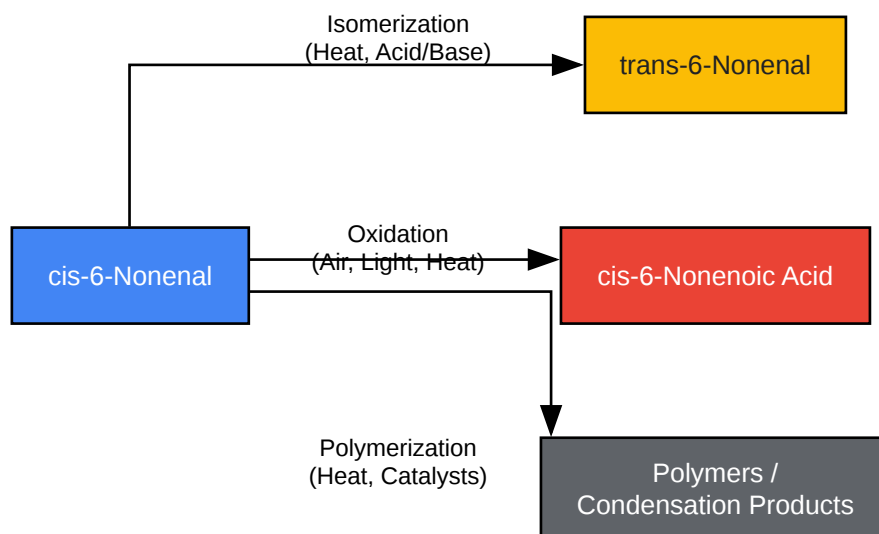 Isomerization
(Heat, Acid/Base)
trans-6-Nonenal
Oxidation
(Air, Light, Heat)
cis-6-Nonenal
cis-6-Nonenoic Acid
Polymerization
(Heat, Catalysts)
Polymers /
Condensation Products